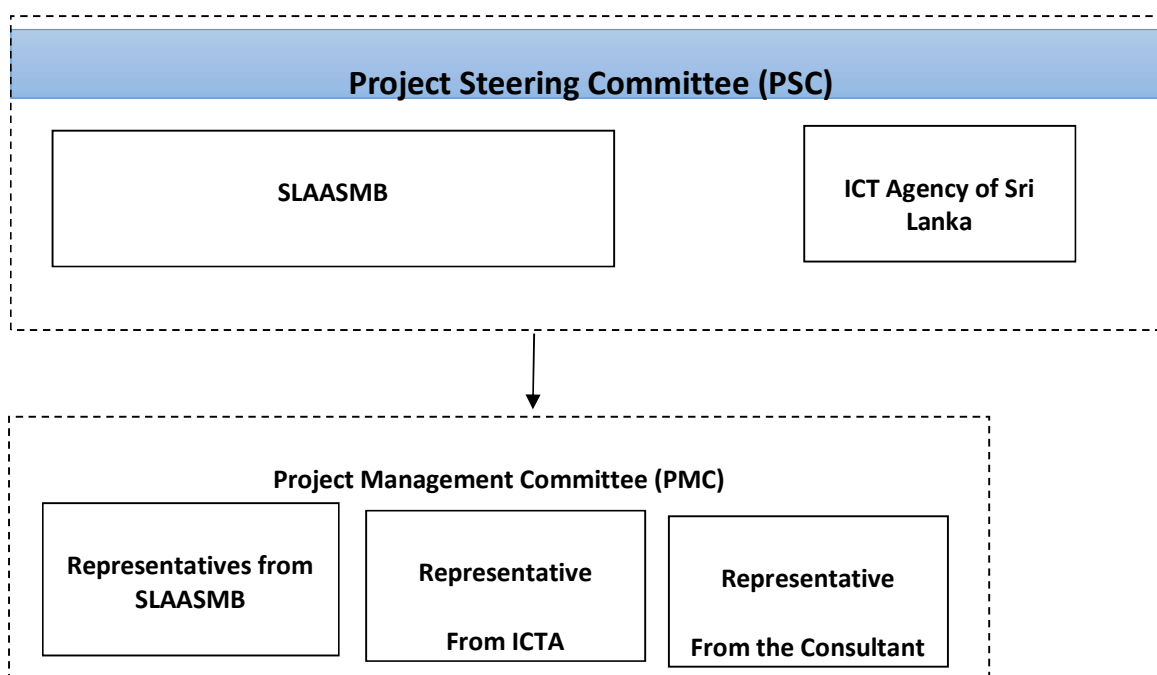 Project Steering Committee (PSC)
SLAASMB
ICT Agency of Sri
Lanka
Project Management Committee (PMC)
Representatives from
SLAASMB
Representative
From ICTA
Representative
From the Consultant